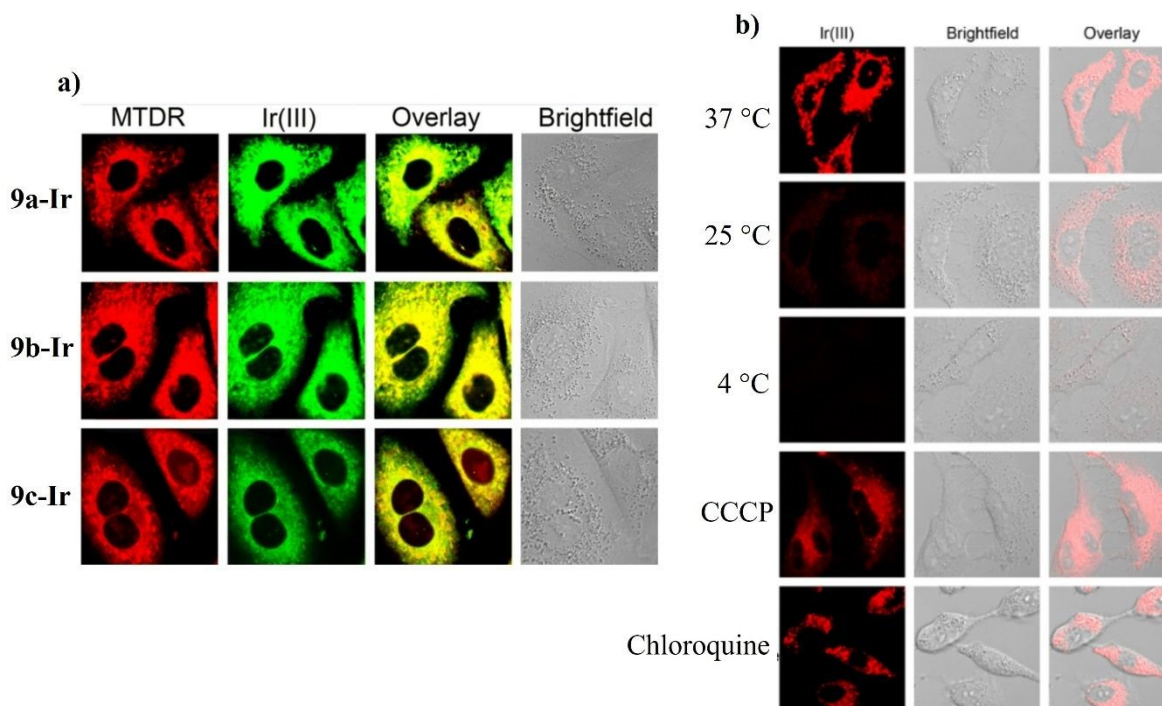 a)
MTDR Ir(III) Overlay Brightfield
9a-Ir
9b-Ir
9c-Ir
b)
Ir(III) Brightfield Overlay
37 °C
25 °C
4 °C
CCCP
Chloroquine